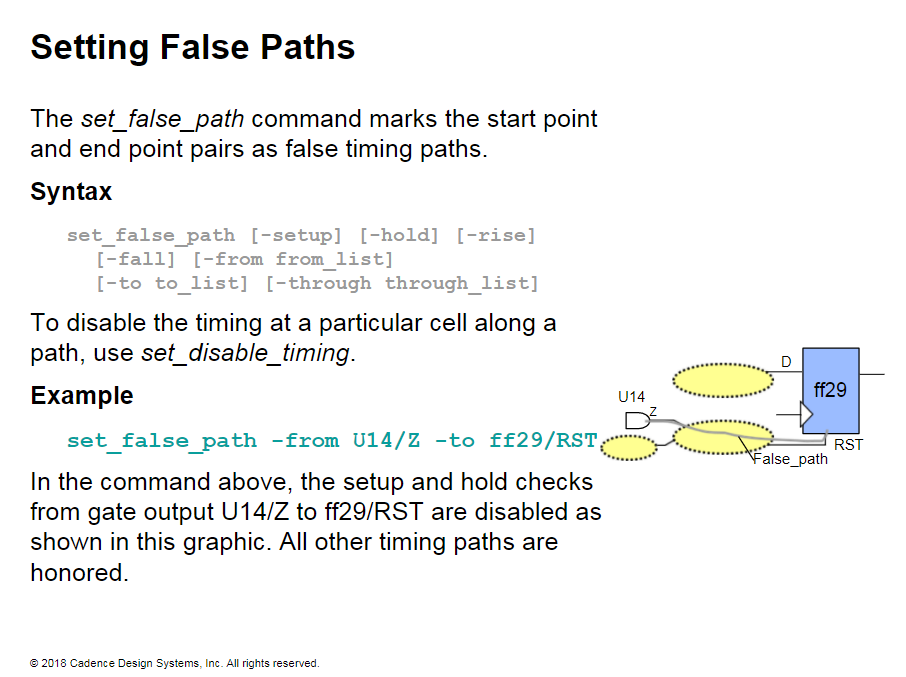 Setting False Paths
The set_false_path command marks the start point
and end point pairs as false timing paths.
Syntax
set_false_path [-setup] [-hold] [-rise]
[-fall] [-from from_list]
[-to to_list] [-through through_list]
To disable the timing at a particular cell along a
path, use set_disable_timing.
Example
set_false_path -from U14/Z -to ff29/RST
In the command above, the setup and hold checks
from gate output U14/Z to ff29/RST are disabled as
shown in this graphic. All other timing paths are
honored.
D
ff29
U14
Z
RST
False_path
© 2018 Cadence Design Systems, Inc. All rights reserved.